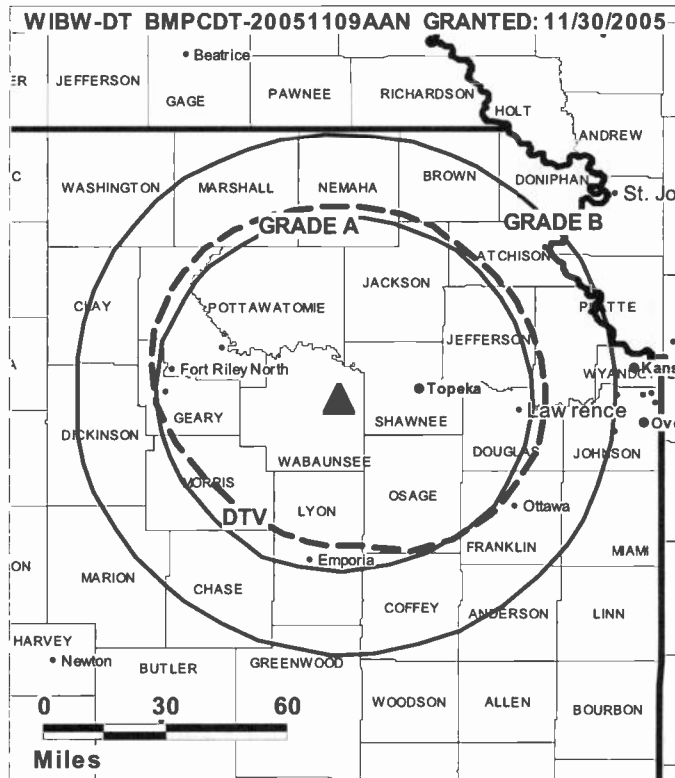 WIBW-DT BMPCDT-20051109AAN GRANTED: 11/30/2005
Beatrice
JEFFERSON
GAGE
PAWNEE
RICHARDSON
HOLT
ANDREW
ER
C
WASHINGTON
MARSHALL
NEMAHA
BROWN
DONIPHAN
St. Jo
GRADE A
GRADE B
ATCHISON
JACKSON
CLAY
POTTAWATOMIE
PLATTE
JEFFERSON
A
Fort Riley North
WYANDOT
Kans
Topeka
Lawrence
GEARY
SHAWNEE
Ove
DICKINSON
DOUGLAS
JOHNSON
WABAUNSEE
MORRIS
OSAGE
LYON
Ottawa
DTV
FRANKLIN
Emporia
MIAMI
ON
MARION
CHASE
COFFEY
ANDERSON
LINN
HARVEY
Newton
BUTLER
GREENWOOD
WOODSON
ALLEN
BOURBON
0 30 60
Miles